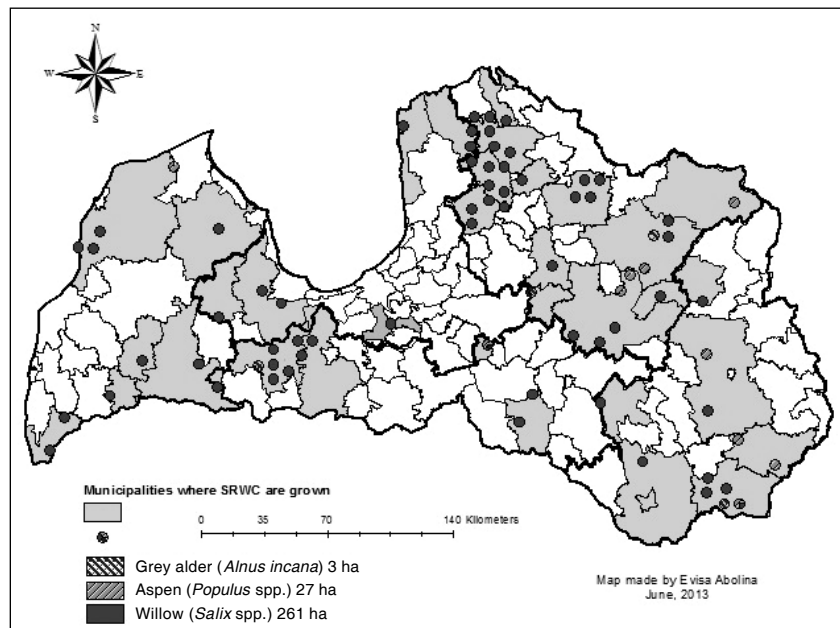 N
W E
S
Municipalities where SRWC are grown
0 35 70 140 Kilometers
Grey alder (Alnus incana) 3 ha
Aspen (Populus spp.) 27 ha
Willow (Salix spp.) 261 ha
Map made by Evisa Abolina
June, 2013